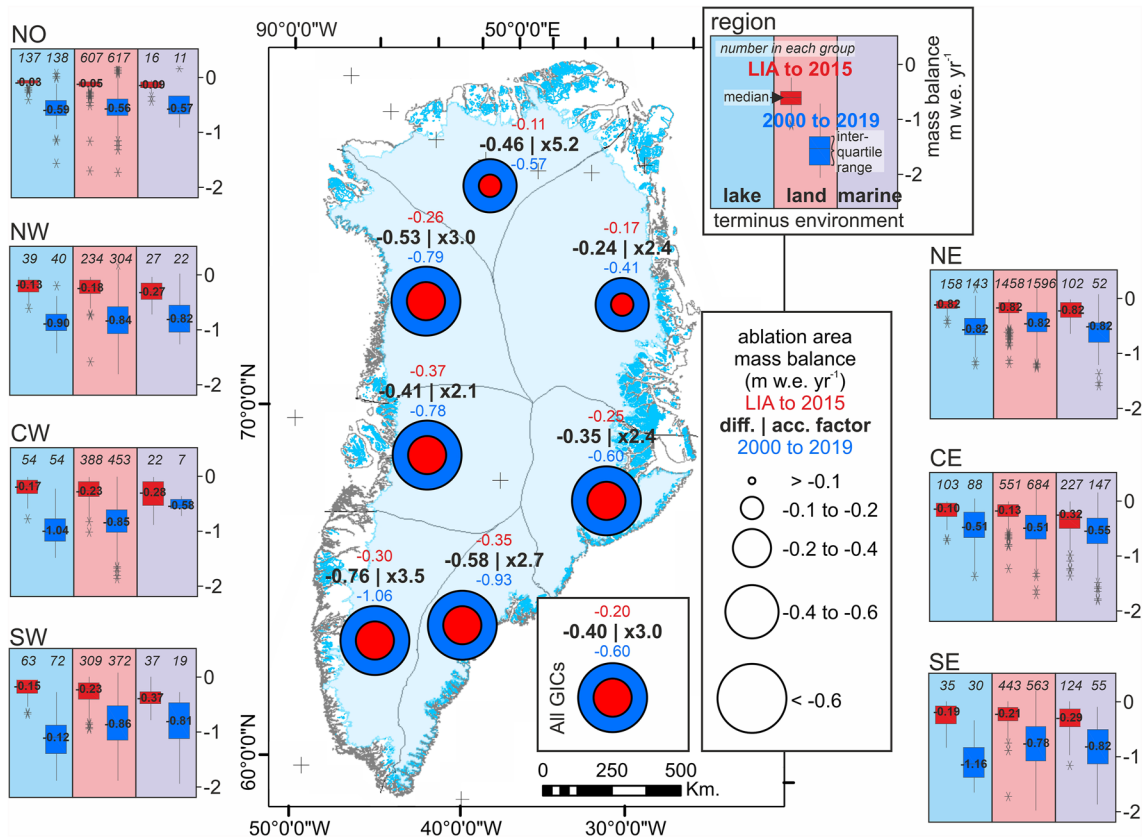 90°0'0"W
50°0'0"E
NO
137 138 607 617 16 11
-0.03 -0.59 -0.05 -0.56 -0.09 -0.57
0
-1
-2
NW
39 40 234 304 27 22
-0.13 -0.90 -0.18 -0.84 -0.27 -0.82
0
-1
-2
CW
54 54 388 453 22 7
-0.17 -1.04 -0.23 -0.85 -0.28 -0.58
0
-1
-2
SW
63 72 309 372 37 19
-0.15 -0.12 -0.23 -0.86 -0.37 -0.81
0
-1
-2
70°0'0"N
60°0'0"N
-0.11
-0.46 | x5.2
-0.57
-0.26
-0.53 | x3.0
-0.79
-0.17
-0.24 | x2.4
-0.41
-0.37
-0.41 | x2.1
-0.78
-0.25
-0.35 | x2.4
-0.60
-0.30
-0.76 | x3.5
-1.06
-0.35
-0.58 | x2.7
-0.93
-0.20
-0.40 | x3.0
-0.60
All GICs
0 250 500 Km.
50°0'0"W
40°0'0"W
30°0'0"W
region
number in each group
LIA to 2015
median
2000 to 2019
inter-
quartile
range
lake land marine
terminus environment
0
-1
-2
mass balance
m w.e. yr-1
ablation area
mass balance
(m w.e. yr-1)
LIA to 2015
diff. | acc. factor
2000 to 2019
> -0.1
-0.1 to -0.2
-0.2 to -0.4
-0.4 to -0.6
< -0.6
NE
158 143 1458 1596 102 52
-0.82 -0.82 -0.82 -0.82 -0.82 -0.82
0
-1
-2
CE
103 88 551 684 227 147
-0.10 -0.51 -0.13 -0.51 -0.32 -0.55
0
-1
-2
SE
35 30 443 563 124 55
-0.19 -1.16 -0.21 -0.78 -0.29 -0.82
0
-1
-2